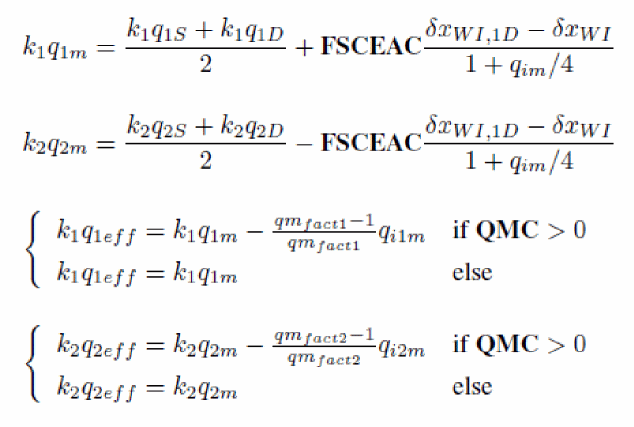 k_1q_{1m} = \frac{k_1q_{1S} + k_1q_{1D}}{2} + \textbf{FSCEAC}\frac{\delta x_{WI,1D} - \delta x_{WI}}{1 + q_{im}/4}
k_2q_{2m} = \frac{k_2q_{2S} + k_2q_{2D}}{2} - \textbf{FSCEAC}\frac{\delta x_{WI,1D} - \delta x_{WI}}{1 + q_{im}/4}
k_1q_{1eff} = k_1q_{1m} - \frac{qm_{fact1}-1}{qm_{fact1}}q_{i1m} if \textbf{QMC} > 0
k_1q_{1eff} = k_1q_{1m} else
k_2q_{2eff} = k_2q_{2m} - \frac{qm_{fact2}-1}{qm_{fact2}}q_{i2m} if \textbf{QMC} > 0
k_2q_{2eff} = k_2q_{2m} else